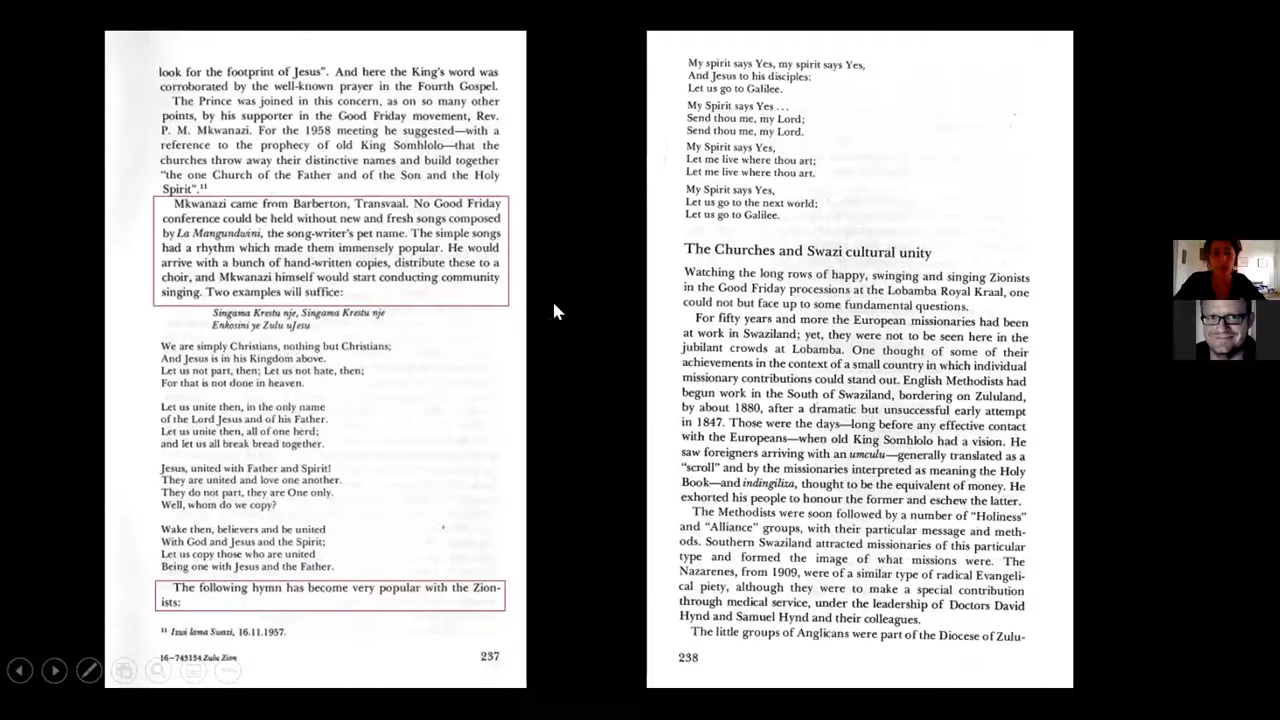 look for the footprint of Jesus". And here the King's word was
corroborated by the well-known prayer in the Fourth Gospel.
The Prince was joined in this concern, as on so many other
points, by his supporter in the Good Friday movement, Rev.
P. M. Mkwanazi. For the 1958 meeting he suggested—with a
reference to the prophecy of old King Somhlolo—that the
churches throw away their distinctive names and build together
"the one Church of the Father and of the Son and the Holy
Spirit".¹¹
Mkwanazi came from Barberton, Transvaal. No Good Friday
conference could be held without new and fresh songs composed
by La Mangundwini, the song-writer's pet name. The simple songs
had a rhythm which made them immensely popular. He would
arrive with a bunch of hand-written copies, distribute these to a
choir, and Mkwanazi himself would start conducting community
singing. Two examples will suffice:
Singama Krestu nje, Singama Krestu nje
Enkosini ye Zulu uJesu
We are simply Christians, nothing but Christians;
And Jesus is in his Kingdom above.
Let us not part, then; Let us not hate, then;
For that is not done in heaven.
Let us unite then, in the only name
of the Lord Jesus and of his Father.
Let us unite then, all of one herd;
and let us all break bread together.
Jesus, united with Father and Spirit!
They are united and love one another.
They do not part, they are One only.
Well, whom do we copy?
Wake then, believers and be united
With God and Jesus and the Spirit;
Let us copy those who are united
Being one with Jesus and the Father.
The following hymn has become very popular with the Zion-
ists:
¹¹ Izwi lama Swazi, 16.11.1957.
16–745154 Zulu Zion
237
My spirit says Yes, my spirit says Yes,
And Jesus to his disciples:
Let us go to Galilee.
My Spirit says Yes ...
Send thou me, my Lord;
Send thou me, my Lord.
My Spirit says Yes,
Let me live where thou art;
Let me live where thou art.
My Spirit says Yes,
Let us go to the next world;
Let us go to Galilee.
The Churches and Swazi cultural unity
Watching the long rows of happy, swinging and singing Zionists
in the Good Friday processions at the Lobamba Royal Kraal, one
could not but face up to some fundamental questions.
For fifty years and more the European missionaries had been
at work in Swaziland; yet, they were not to be seen here in the
jubilant crowds at Lobamba. One thought of some of their
achievements in the context of a small country in which individual
missionary contributions could stand out. English Methodists had
begun work in the South of Swaziland, bordering on Zululand,
by about 1880, after a dramatic but unsuccessful early attempt
in 1847. Those were the days—long before any effective contact
with the Europeans—when old King Somhlolo had a vision. He
saw foreigners arriving with an umculu—generally translated as a
"scroll" and by the missionaries interpreted as meaning the Holy
Book—and indingiliza, thought to be the equivalent of money. He
exhorted his people to honour the former and eschew the latter.
The Methodists were soon followed by a number of "Holiness"
and "Alliance" groups, with their particular message and meth-
ods. Southern Swaziland attracted missionaries of this particular
type and formed the image of what missions were. The
Nazarenes, from 1909, were of a similar type of radical Evangeli-
cal piety, although they were to make a special contribution
through medical service, under the leadership of Doctors David
Hynd and Samuel Hynd and their colleagues.
The little groups of Anglicans were part of the Diocese of Zulu-
238